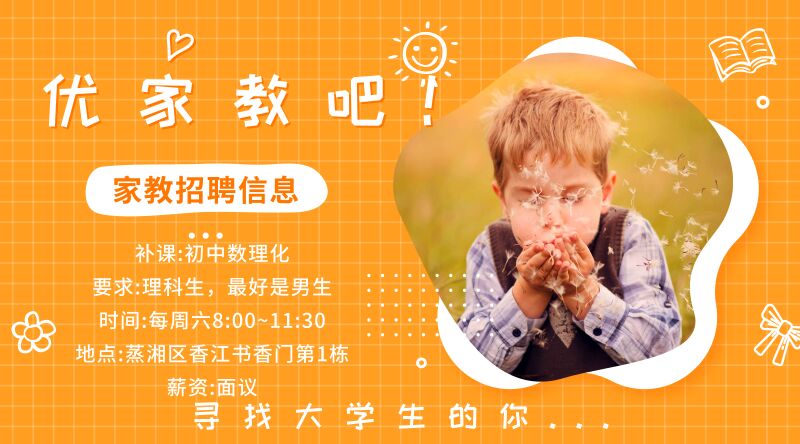 优家教吧!
家教招聘信息
补课:初中数理化
要求:理科生，最好是男生
时间:每周六8:00~11:30
地点:蒸湘区香江书香门第1栋
薪资:面议
寻找大学生的你...